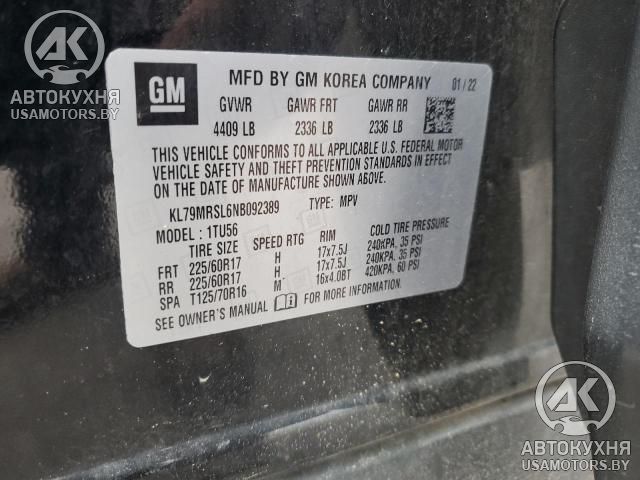 AK
АВТОКУХНЯ
USAMOTORS.BY
GM
MFD BY GM KOREA COMPANY 01/22
GVWR GAWR FRT GAWR RR
4409 LB 2336 LB 2336 LB
THIS VEHICLE CONFORMS TO ALL APPLICABLE U.S. FEDERAL MOTOR
VEHICLE SAFETY AND THEFT PREVENTION STANDARDS IN EFFECT
ON THE DATE OF MANUFACTURE SHOWN ABOVE.
KL79MRSL6NB092389 TYPE: MPV
MODEL: 1TU56
TIRE SIZE SPEED RTG RIM COLD TIRE PRESSURE
FRT 225/60R17 H 17x7.5J 240KPA, 35 PSI
RR 225/60R17 H 17x7.5J 240KPA, 35 PSI
SPA T125/70R16 M 16x4.0BT 420KPA, 60 PSI
SEE OWNER'S MANUAL FOR MORE INFORMATION.
AK
АВТОКУХНЯ
USAMOTORS.BY